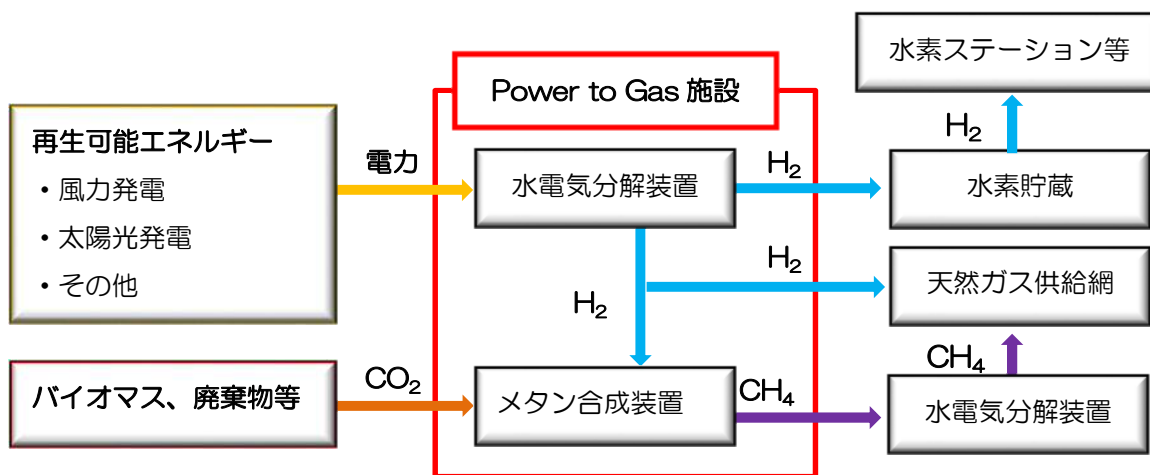 水素ステーション等
Power to Gas 施設
H₂
再生可能エネルギー
・風力発電
・太陽光発電
・その他
電力
水電気分解装置
H₂
水素貯蔵
H₂
天然ガス供給網
H₂
CH₄
バイオマス、廃棄物等
CO₂
メタン合成装置
CH₄
水電気分解装置